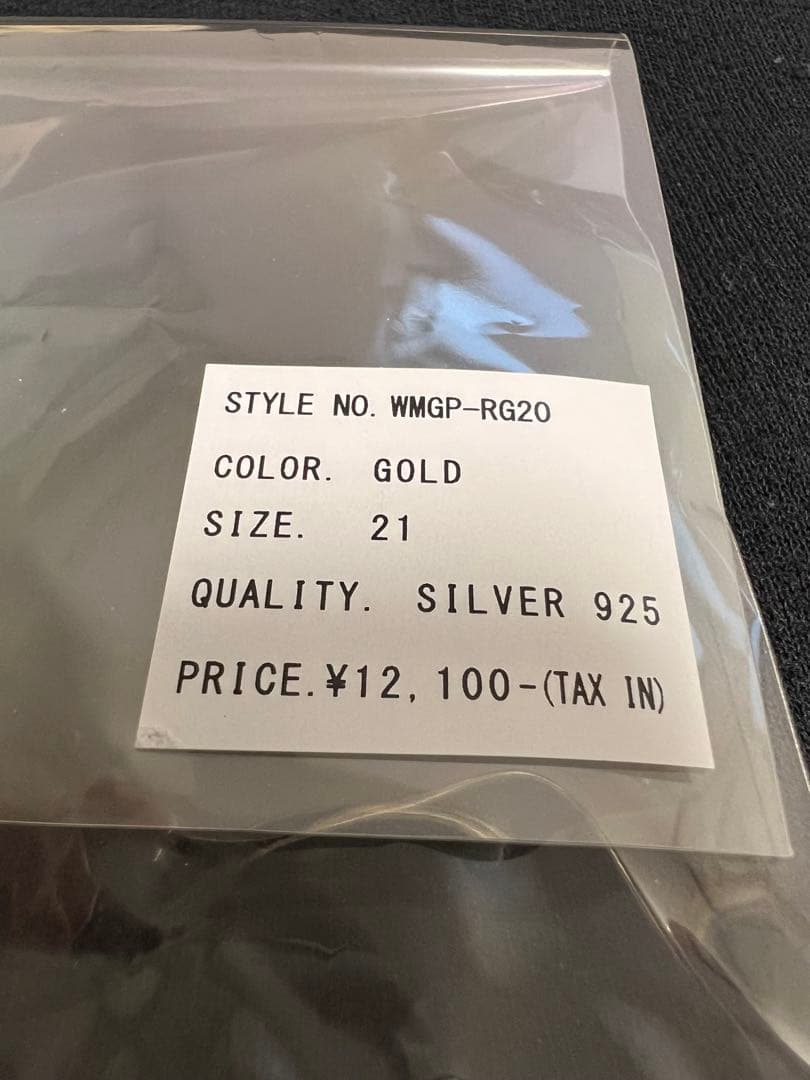 STYLE NO. WMGP-RG20
COLOR. GOLD
SIZE. 21
QUALITY. SILVER 925
PRICE.¥12,100-(TAX IN)